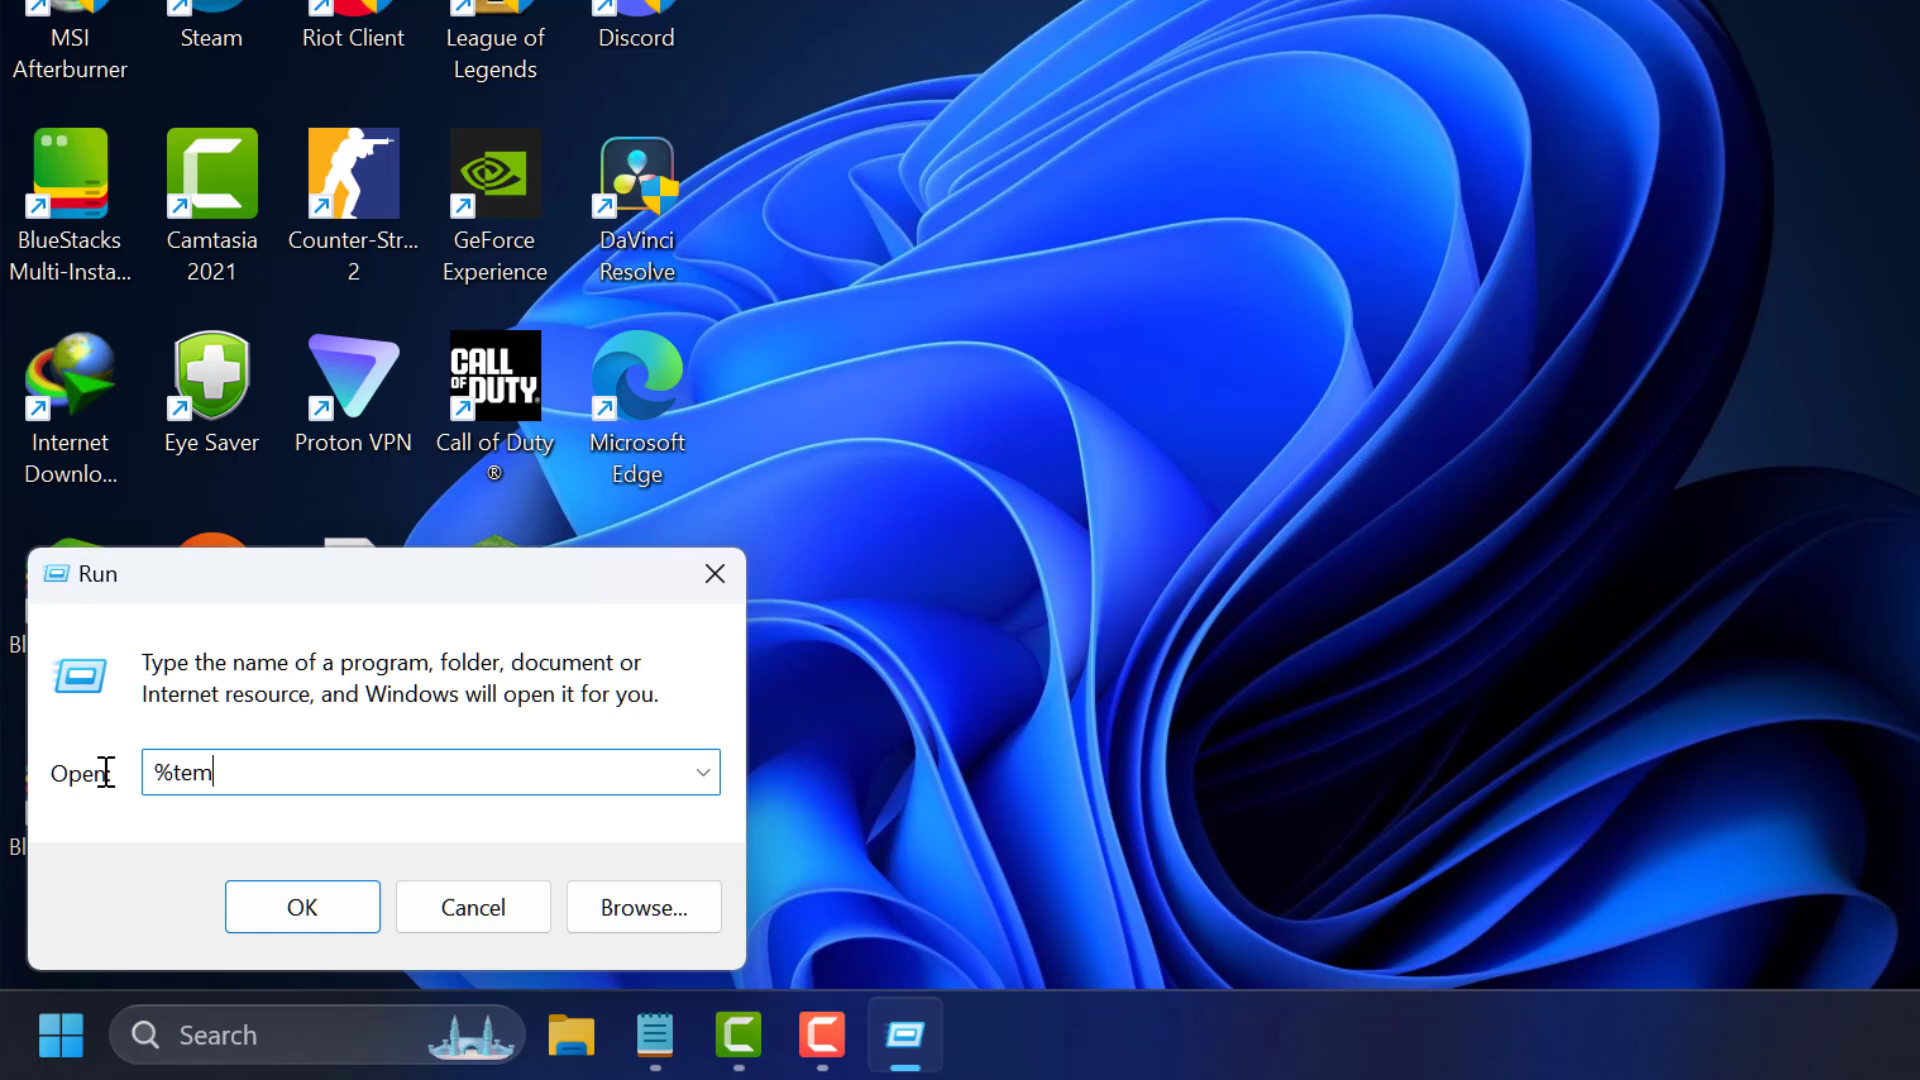 MSI
Afterburner
Steam
Riot Client
League of
Legends
Discord
BlueStacks
Multi-Insta...
Camtasia
2021
Counter-Str...
2
GeForce
Experience
DaVinci
Resolve
CALL
OF DUTY
Internet
Downlo...
Eye Saver
Proton VPN
Call of Duty
®
Microsoft
Edge
Bl
Bl
Run
Type the name of a program, folder, document or
Internet resource, and Windows will open it for you.
Open:
%tem
OK
Cancel
Browse...
Search